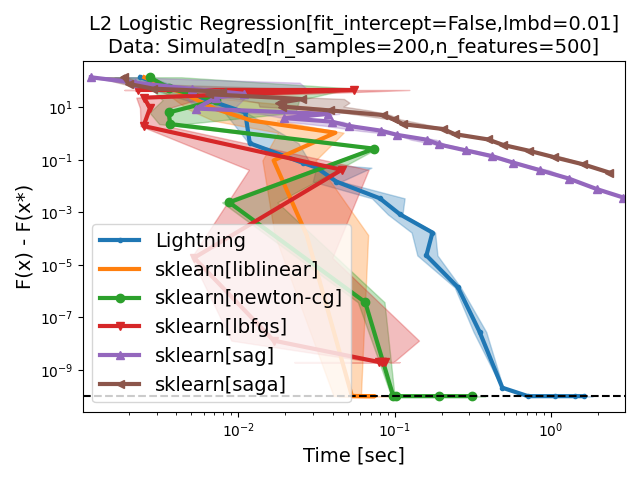 L2 Logistic Regression[fit_intercept=False,lmbd=0.01]
Data: Simulated[n_samples=200,n_features=500]
F(x) - F(x*)
10¹
10⁻¹
10⁻³
10⁻⁵
10⁻⁷
10⁻⁹
Lightning
sklearn[liblinear]
sklearn[newton-cg]
sklearn[lbfgs]
sklearn[sag]
sklearn[saga]
10⁻²
10⁻¹
10⁰
Time [sec]